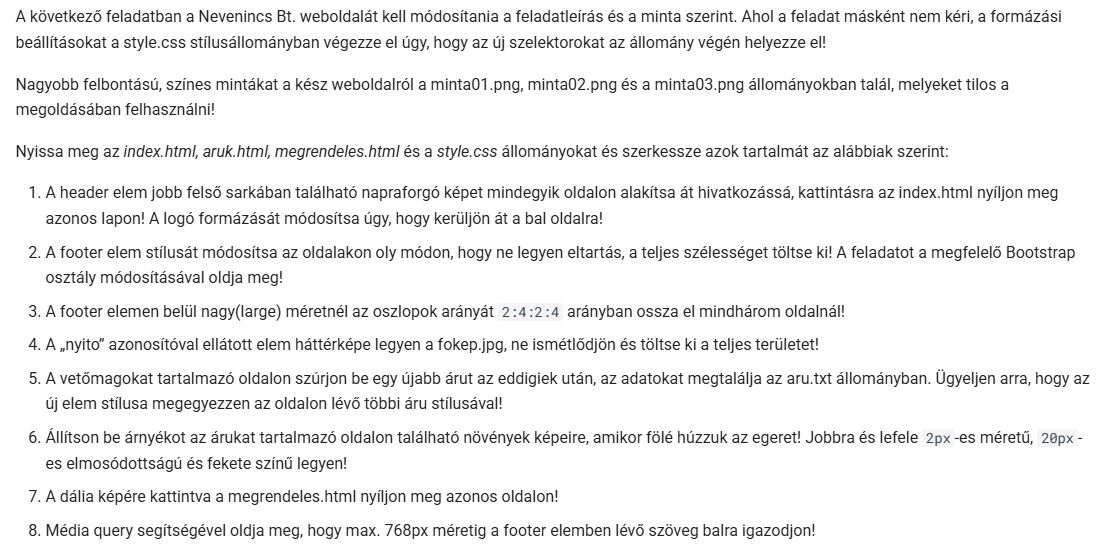 A következő feladatban a Nevenincs Bt. weboldalát kell módosítania a feladatleírás és a minta szerint. Ahol a feladat másként nem kéri, a formázási
beállításokat a style.css stílusállományban végezze el úgy, hogy az új szelektorokat az állomány végén helyezze el!
Nagyobb felbontású, színes mintákat a kész weboldalról a minta01.png, minta02.png és a minta03.png állományokban talál, melyeket tilos a
megoldásában felhasználni!
Nyissa meg az index.html, aruk.html, megrendeles.html és a style.css állományokat és szerkessze azok tartalmát az alábbiak szerint:
1. A header elem jobb felső sarkában található napraforgó képet mindegyik oldalon alakítsa át hivatkozássá, kattintásra az index.html nyíljon meg
azonos lapon! A logó formázását módosítsa úgy, hogy kerüljön át a bal oldalra!
2. A footer elem stílusát módosítsa az oldalakon oly módon, hogy ne legyen eltartás, a teljes szélességet töltse ki! A feladatot a megfelelő Bootstrap
osztály módosításával oldja meg!
3. A footer elemen belül nagy(large) méretnél az oszlopok arányát 2:4:2:4 arányban ossza el mindhárom oldalnál!
4. A „nyito” azonosítóval ellátott elem háttérképe legyen a fokep.jpg, ne ismétlődjön és töltse ki a teljes területet!
5. A vetőmagokat tartalmazó oldalon szúrjon be egy újabb árut az eddigiek után, az adatokat megtalálja az aru.txt állományban. Ügyeljen arra, hogy az
új elem stílusa megegyezzen az oldalon lévő többi áru stílusával!
6. Állítson be árnyékot az árukat tartalmazó oldalon található növények képeire, amikor fölé húzzuk az egeret! Jobbra és lefele 2px-es méretű, 20px-
es elmosódottságú és fekete színű legyen!
7. A dália képére kattintva a megrendeles.html nyíljon meg azonos oldalon!
8. Média query segítségével oldja meg, hogy max. 768px méretig a footer elemben lévő szöveg balra igazodjon!